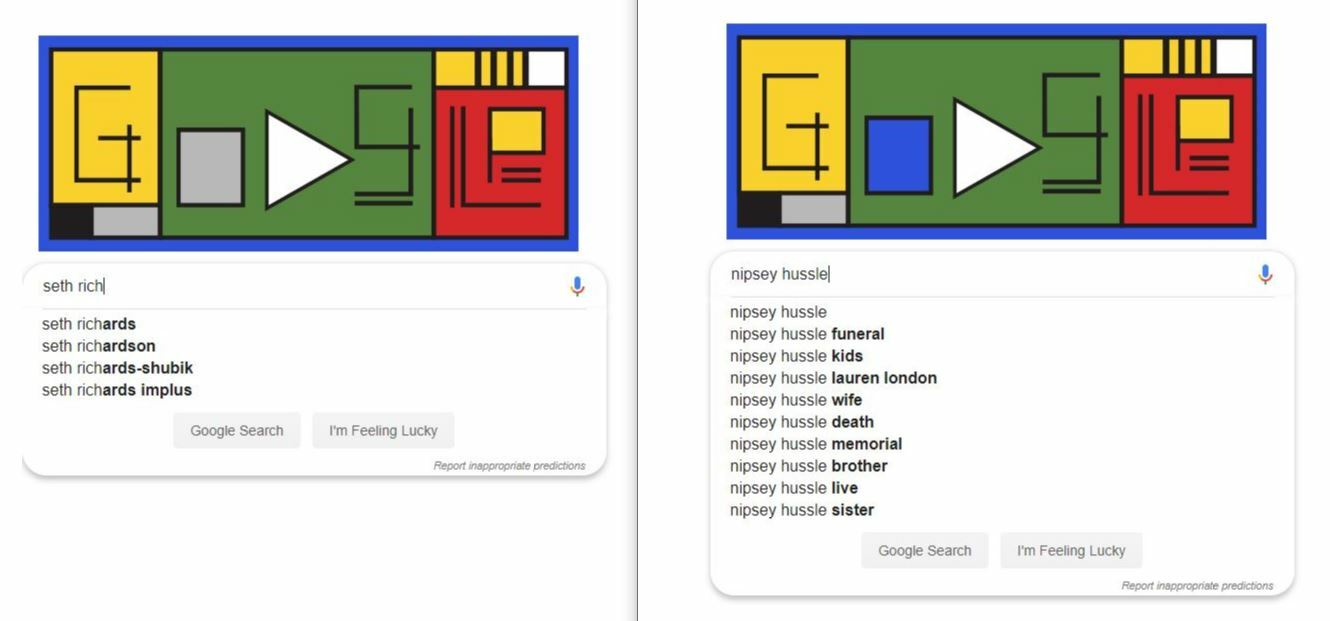 seth rich
seth richards
seth richardson
seth richards-shubik
seth richards implus
Google Search I'm Feeling Lucky
Report inappropriate predictions
nipsey hussle
nipsey hussle
nipsey hussle funeral
nipsey hussle kids
nipsey hussle lauren london
nipsey hussle wife
nipsey hussle death
nipsey hussle memorial
nipsey hussle brother
nipsey hussle live
nipsey hussle sister
Google Search I'm Feeling Lucky
Report inappropriate predictions